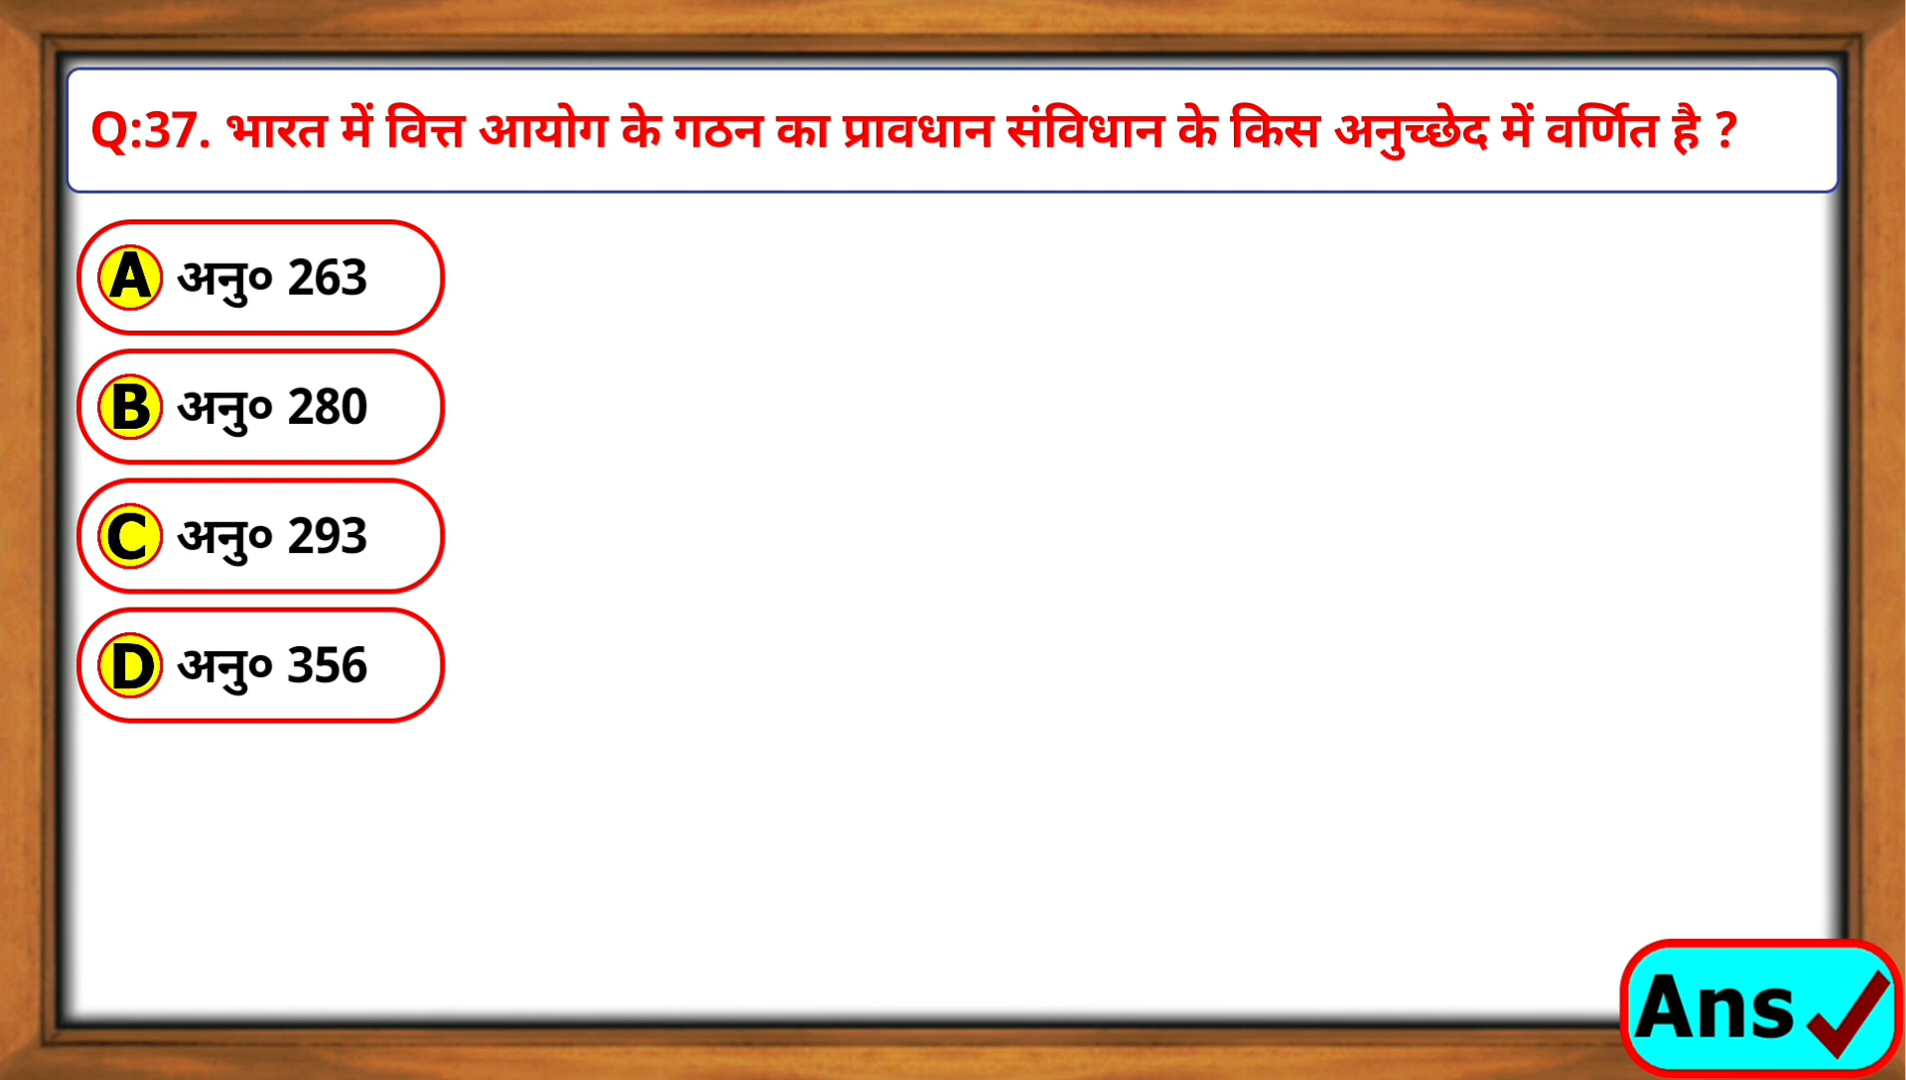 Q:37. भारत में वित्त आयोग के गठन का प्रावधान संविधान के किस अनुच्छेद में वर्णित है ?
A अनु० 263
B अनु० 280
C अनु० 293
D अनु० 356
Ans